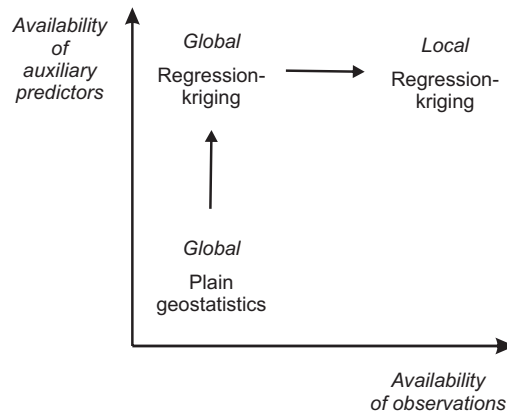 Availability
of
auxiliary
predictors
Global
Regression-
kriging
Local
Regression-
kriging
Global
Plain
geostatistics
Availability
of observations